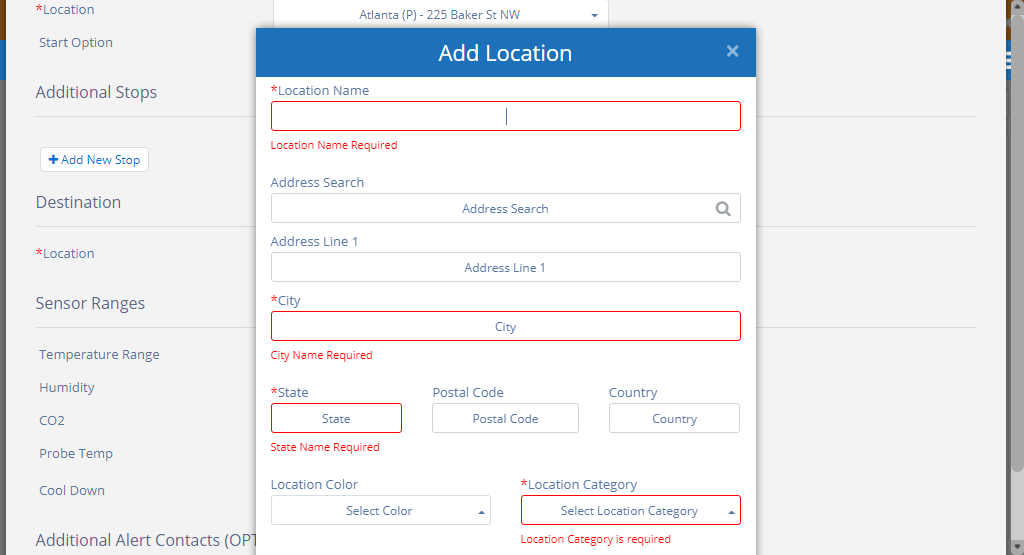 *Location
Atlanta (P) - 225 Baker St NW
Start Option
Add Location
×
*Location Name
Additional Stops
Location Name Required
+ Add New Stop
Address Search
Address Search
Destination
Address Line 1
*Location
Address Line 1
*City
Sensor Ranges
City
Temperature Range
City Name Required
Humidity
*State Postal Code Country
CO2
State Postal Code Country
State Name Required
Probe Temp
Location Color *Location Category
Cool Down
Select Color Select Location Category
Location Category is required
Additional Alert Contacts (OPT